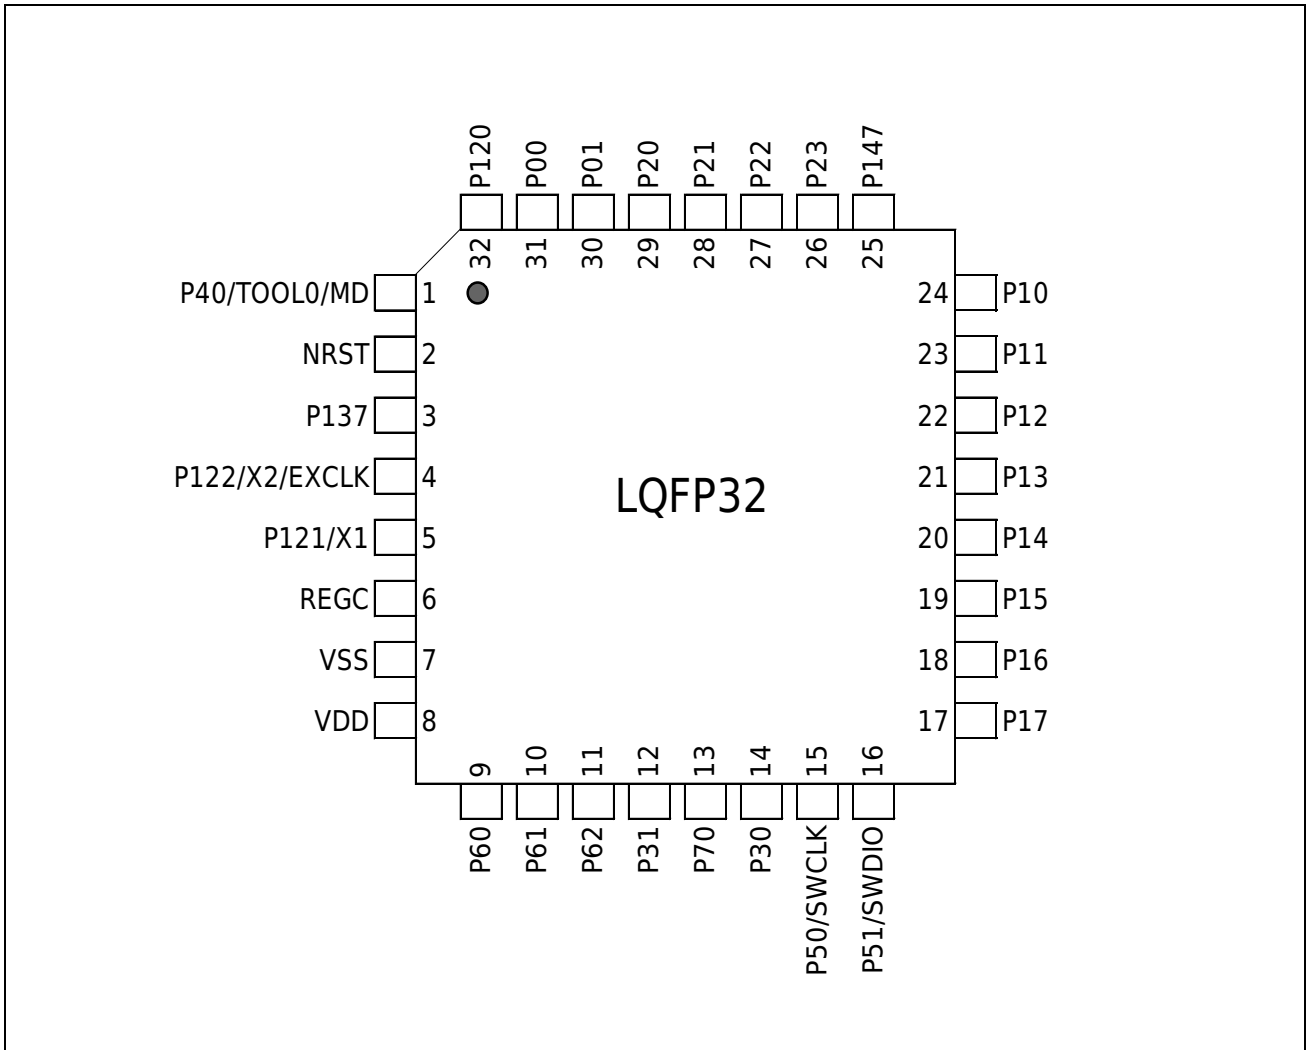 P120 P00 P01 P20 P21 P22 P23 P147
32 31 30 29 28 27 26 25
P40/TOOL0/MD 1 24 P10
NRST 2 23 P11
P137 3 22 P12
P122/X2/EXCLK 4 21 P13
LQFP32
P121/X1 5 20 P14
REGC 6 19 P15
VSS 7 18 P16
VDD 8 17 P17
9 10 11 12 13 14 15 16
P60 P61 P62 P31 P70 P30 P50/SWCLK P51/SWDIO